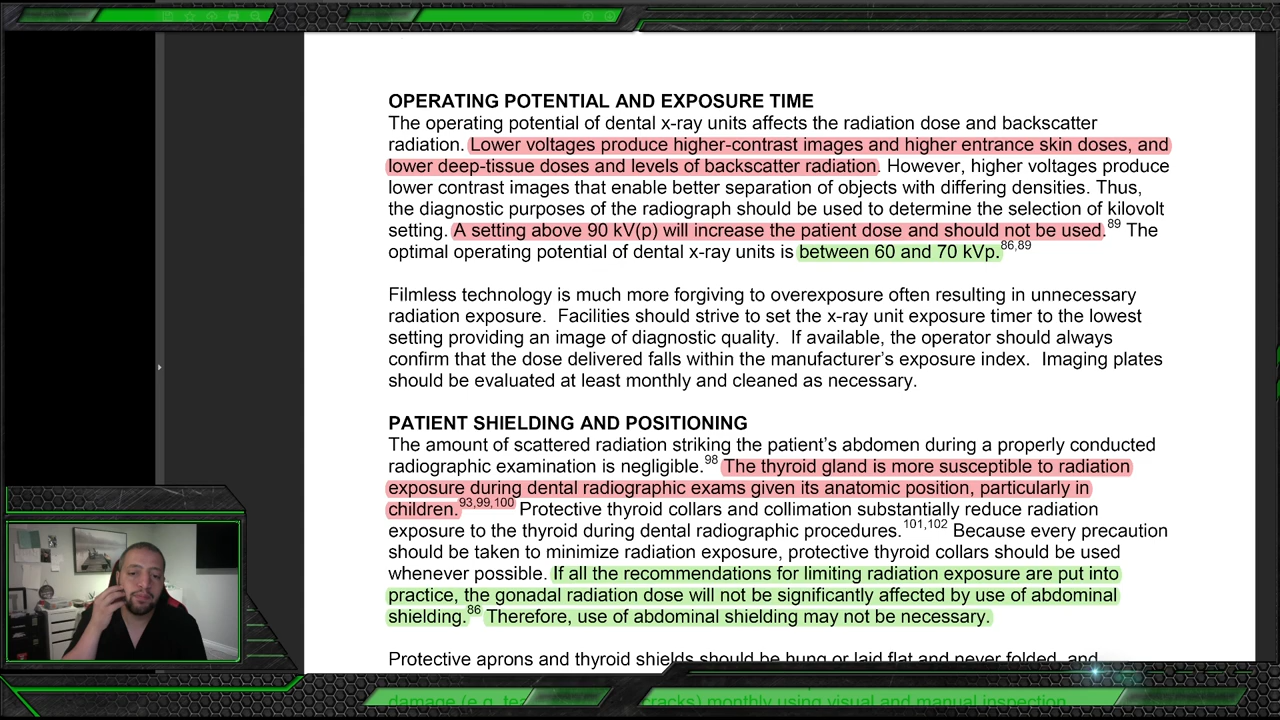 OPERATING POTENTIAL AND EXPOSURE TIME
The operating potential of dental x-ray units affects the radiation dose and backscatter
radiation. Lower voltages produce higher-contrast images and higher entrance skin doses, and
lower deep-tissue doses and levels of backscatter radiation. However, higher voltages produce
lower contrast images that enable better separation of objects with differing densities. Thus,
the diagnostic purposes of the radiograph should be used to determine the selection of kilovolt
setting. A setting above 90 kV(p) will increase the patient dose and should not be used.89 The
optimal operating potential of dental x-ray units is between 60 and 70 kVp.86,89
Filmless technology is much more forgiving to overexposure often resulting in unnecessary
radiation exposure. Facilities should strive to set the x-ray unit exposure timer to the lowest
setting providing an image of diagnostic quality. If available, the operator should always
confirm that the dose delivered falls within the manufacturer's exposure index. Imaging plates
should be evaluated at least monthly and cleaned as necessary.
PATIENT SHIELDING AND POSITIONING
The amount of scattered radiation striking the patient's abdomen during a properly conducted
radiographic examination is negligible.98 The thyroid gland is more susceptible to radiation
exposure during dental radiographic exams given its anatomic position, particularly in
children.93,99,100 Protective thyroid collars and collimation substantially reduce radiation
exposure to the thyroid during dental radiographic procedures.101,102 Because every precaution
should be taken to minimize radiation exposure, protective thyroid collars should be used
whenever possible. If all the recommendations for limiting radiation exposure are put into
practice, the gonadal radiation dose will not be significantly affected by use of abdominal
shielding.86 Therefore, use of abdominal shielding may not be necessary.
Protective aprons and thyroid shields should be hung or laid flat and never folded, and
damage (e.g. cracks) monthly using visual and manual inspection